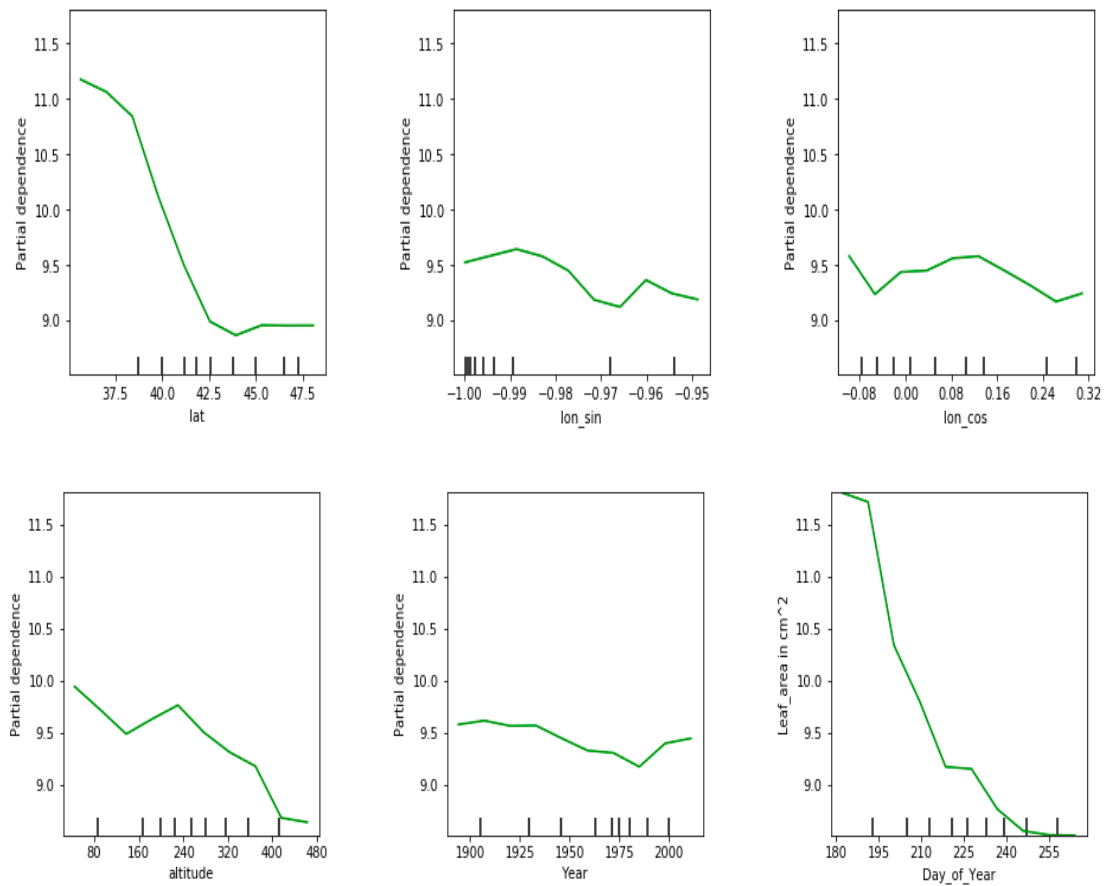 11.5
11.0
10.5
10.0
9.5
9.0
Partial dependence
37.5 40.0 42.5 45.0 47.5
lat
11.5
11.0
10.5
10.0
9.5
9.0
Partial dependence
−1.00 −0.99 −0.98 −0.97 −0.96 −0.95
lon_sin
11.5
11.0
10.5
10.0
9.5
9.0
Partial dependence
−0.08 0.00 0.08 0.16 0.24 0.32
lon_cos
11.5
11.0
10.5
10.0
9.5
9.0
Partial dependence
80 160 240 320 400 480
altitude
11.5
11.0
10.5
10.0
9.5
9.0
Partial dependence
1900 1925 1950 1975 2000
Year
11.5
11.0
10.5
10.0
9.5
9.0
Leaf_area in cm^2
180 195 210 225 240 255
Day_of_Year